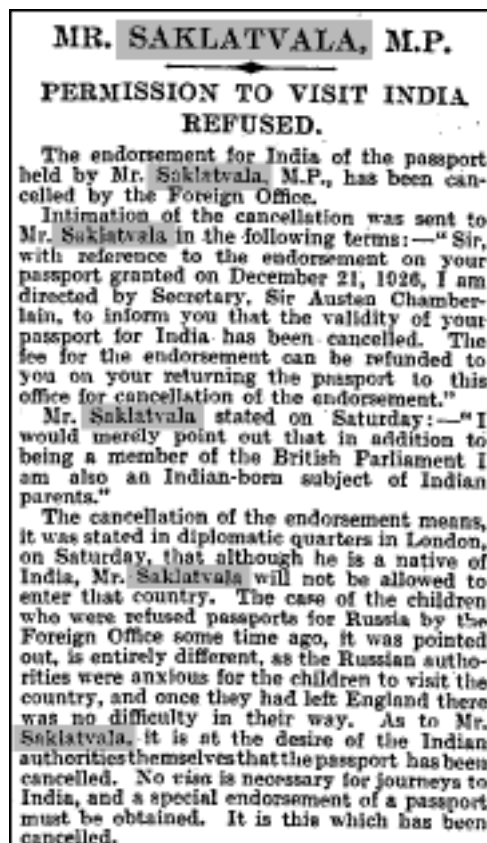 MR. SAKLATVALA, M.P.
PERMISSION TO VISIT INDIA
REFUSED.
The endorsement for India of the passport
held by Mr. Saklatvala, M.P., has been can-
celled by the Foreign Office.
Intimation of the cancellation was sent to
Mr. Saklatvala in the following terms:—"Sir,
with reference to the endorsement on your
passport granted on December 21, 1926, I am
directed by Secretary, Sir Austen Chamber-
lain, to inform you that the validity of your
passport for India has been cancelled. The
fee for the endorsement can be refunded to
you on your returning the passport to this
office for cancellation of the endorsement."
Mr. Saklatvala stated on Saturday:—"I
would merely point out that in addition to
being a member of the British Parliament I
am also an Indian-born subject of Indian
parents."
The cancellation of the endorsement means,
it was stated in diplomatic quarters in London,
on Saturday, that although he is a native of
India, Mr. Saklatvala will not be allowed to
enter that country. The case of the children
who were refused passports for Russia by the
Foreign Office some time ago, it was pointed
out, is entirely different, as the Russian autho-
rities were anxious for the children to visit the
country, and once they had left England there
was no difficulty in their way. As to Mr.
Saklatvala, it is at the desire of the Indian
authorities themselves that the passport has been
cancelled. No visa is necessary for journeys to
India, and a special endorsement of a passport
must be obtained. It is this which has been
cancelled.